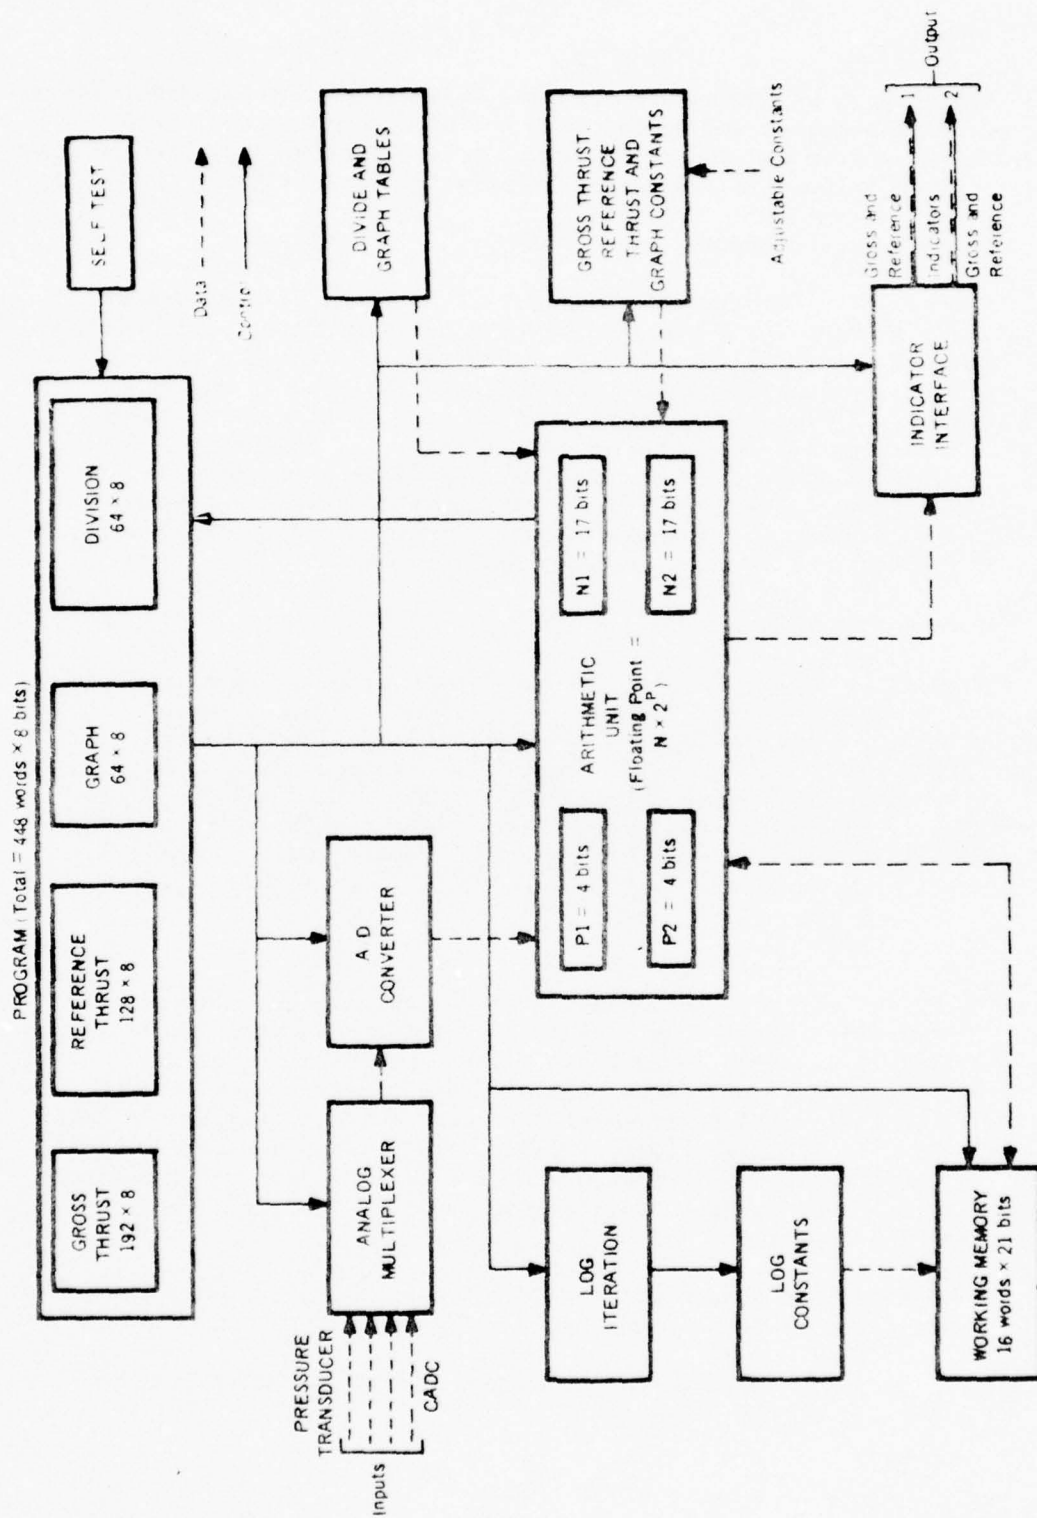 PROGRAM (Total = 448 words × 8 bits)
GROSS
THRUST
192 × 8
REFERENCE
THRUST
128 × 8
GRAPH
64 × 8
DIVISION
64 × 8
SELF TEST
Data
Control
PRESSURE
TRANSDUCER
Inputs
CADC
ANALOG
MULTIPLEXER
A D
CONVERTER
DIVIDE AND
GRAPH TABLES
LOG
ITERATION
LOG
CONSTANTS
WORKING MEMORY
16 words × 21 bits
P1 = 4 bits
P2 = 4 bits
ARITHMETIC
UNIT
(Floating Point =
N × 2^P)
N1 = 17 bits
N2 = 17 bits
GROSS THRUST,
REFERENCE
THRUST AND
GRAPH CONSTANTS
Adjustable Constants
INDICATOR
INTERFACE
Gross and
Reference
Indicators
Gross and
Reference
1
2
Output